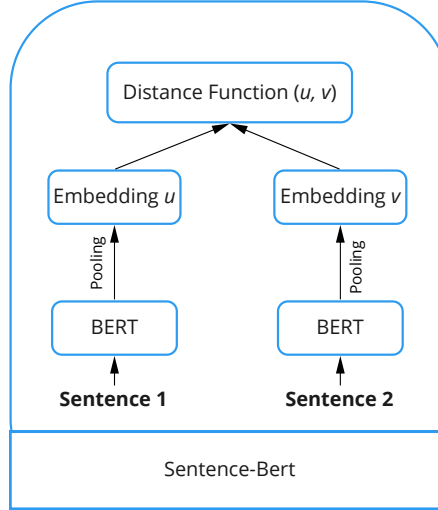 Distance Function (u, v)
Embedding u
Embedding v
Pooling
Pooling
BERT
BERT
Sentence 1
Sentence 2
Sentence-Bert